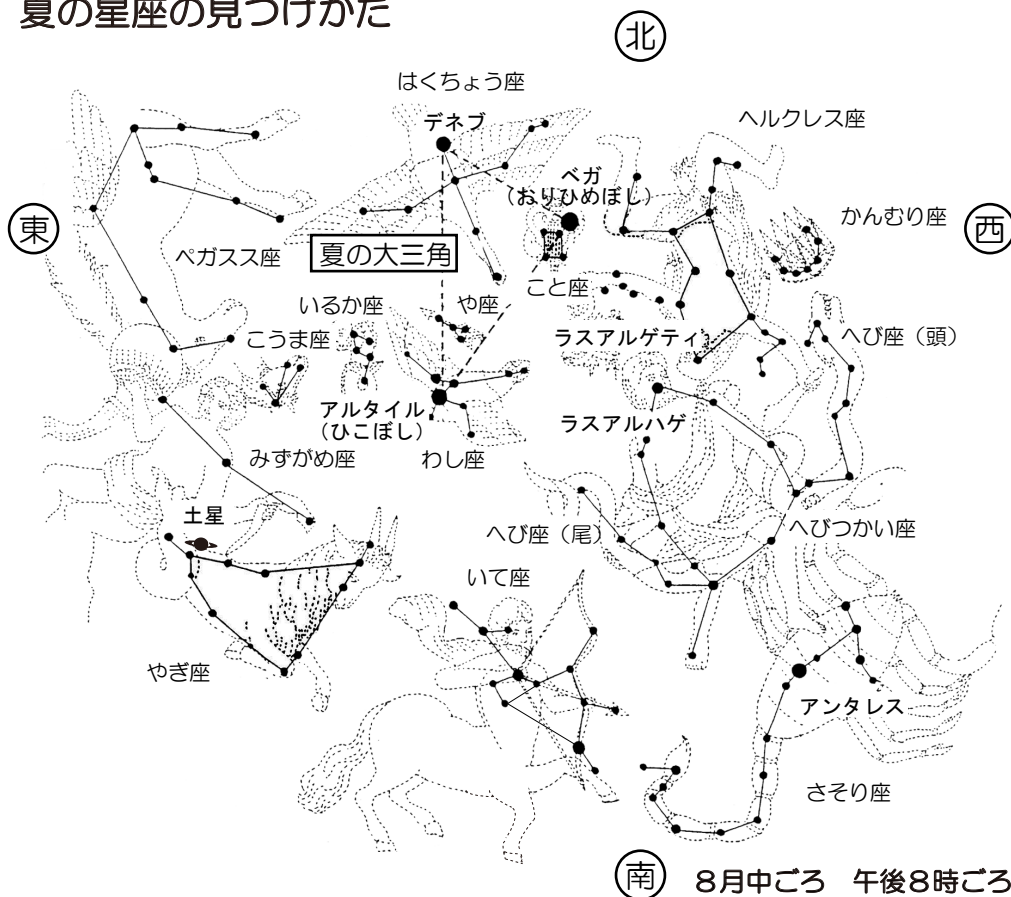 夏の星座の見つけかた
北
はくちょう座
デネブ
ヘルクレス座
ベガ
(おりひめぼし)
かんむり座
東
西
ペガスス座
夏の大三角
こと座
いるか座
や座
こうま座
ラスアルゲティ
へび座（頭）
アルタイル
(ひこぼし)
ラスアルハゲ
みずがめ座
わし座
土星
へび座（尾）
へびつかい座
いて座
やぎ座
アンタレス
さそり座
南
8月中ごろ 午後8時ごろ